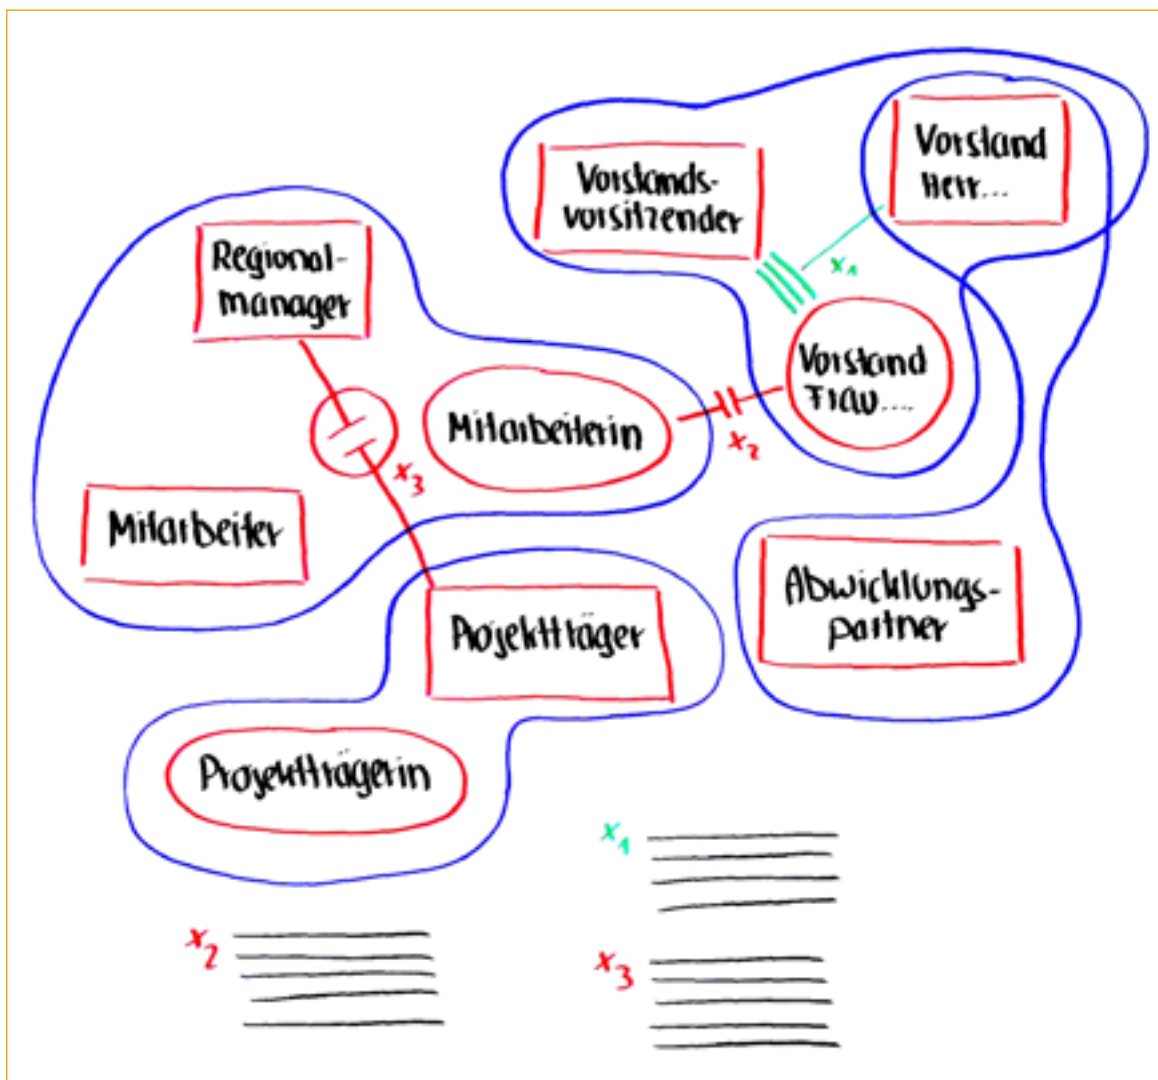 Vorstand
Herr...
Vorstands-
vorsitzender
x1
Regional-
manager
Vorstand
Frau....
Mitarbeiterin
x2
x3
Mitarbeiter
Abwicklungs-
partner
Projektträger
Projektträgerin
x1
x2
x3